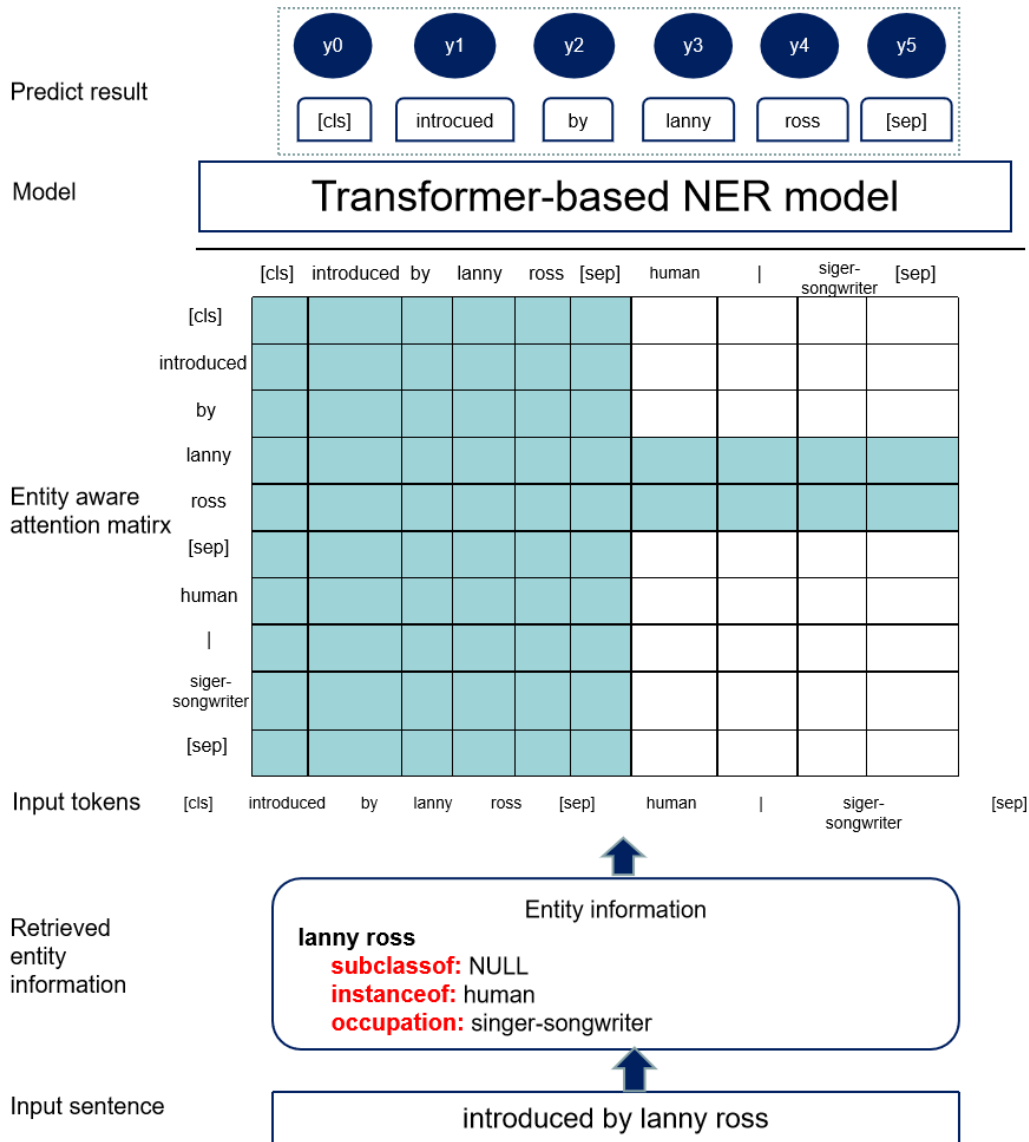 y0 y1 y2 y3 y4 y5
Predict result
[cls] introcued by lanny ross [sep]
Model
Transformer-based NER model
[cls] introduced by lanny ross [sep] human | siger-
songwriter [sep]
[cls]
introduced
by
lanny
Entity aware
attention matirx
ross
[sep]
human
|
siger-
songwriter
[sep]
Input tokens
[cls] introduced by lanny ross [sep] human | siger-
songwriter [sep]
Retrieved
entity
information
Entity information
lanny ross
subclassof: NULL
instanceof: human
occupation: singer-songwriter
Input sentence
introduced by lanny ross